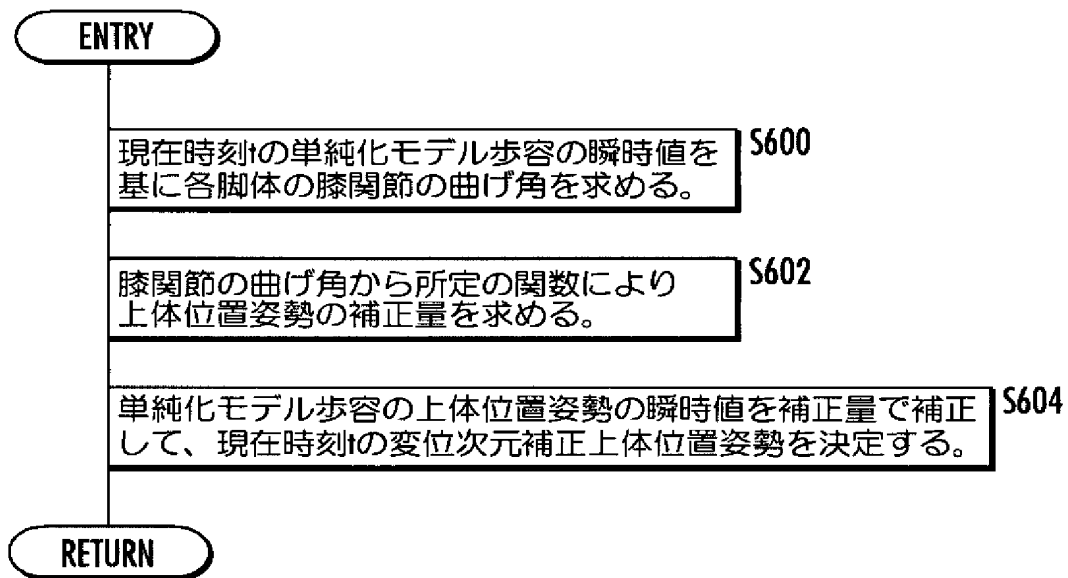 ENTRY
現在時刻tの単純化モデル歩容の瞬時値を
基に各脚体の膝関節の曲げ角を求める。
S600
膝関節の曲げ角から所定の関数により
上体位置姿勢の補正量を求める。
S602
単純化モデル歩容の上体位置姿勢の瞬時値を補正量で補正
して、現在時刻tの変位次元補正上体位置姿勢を決定する。
S604
RETURN